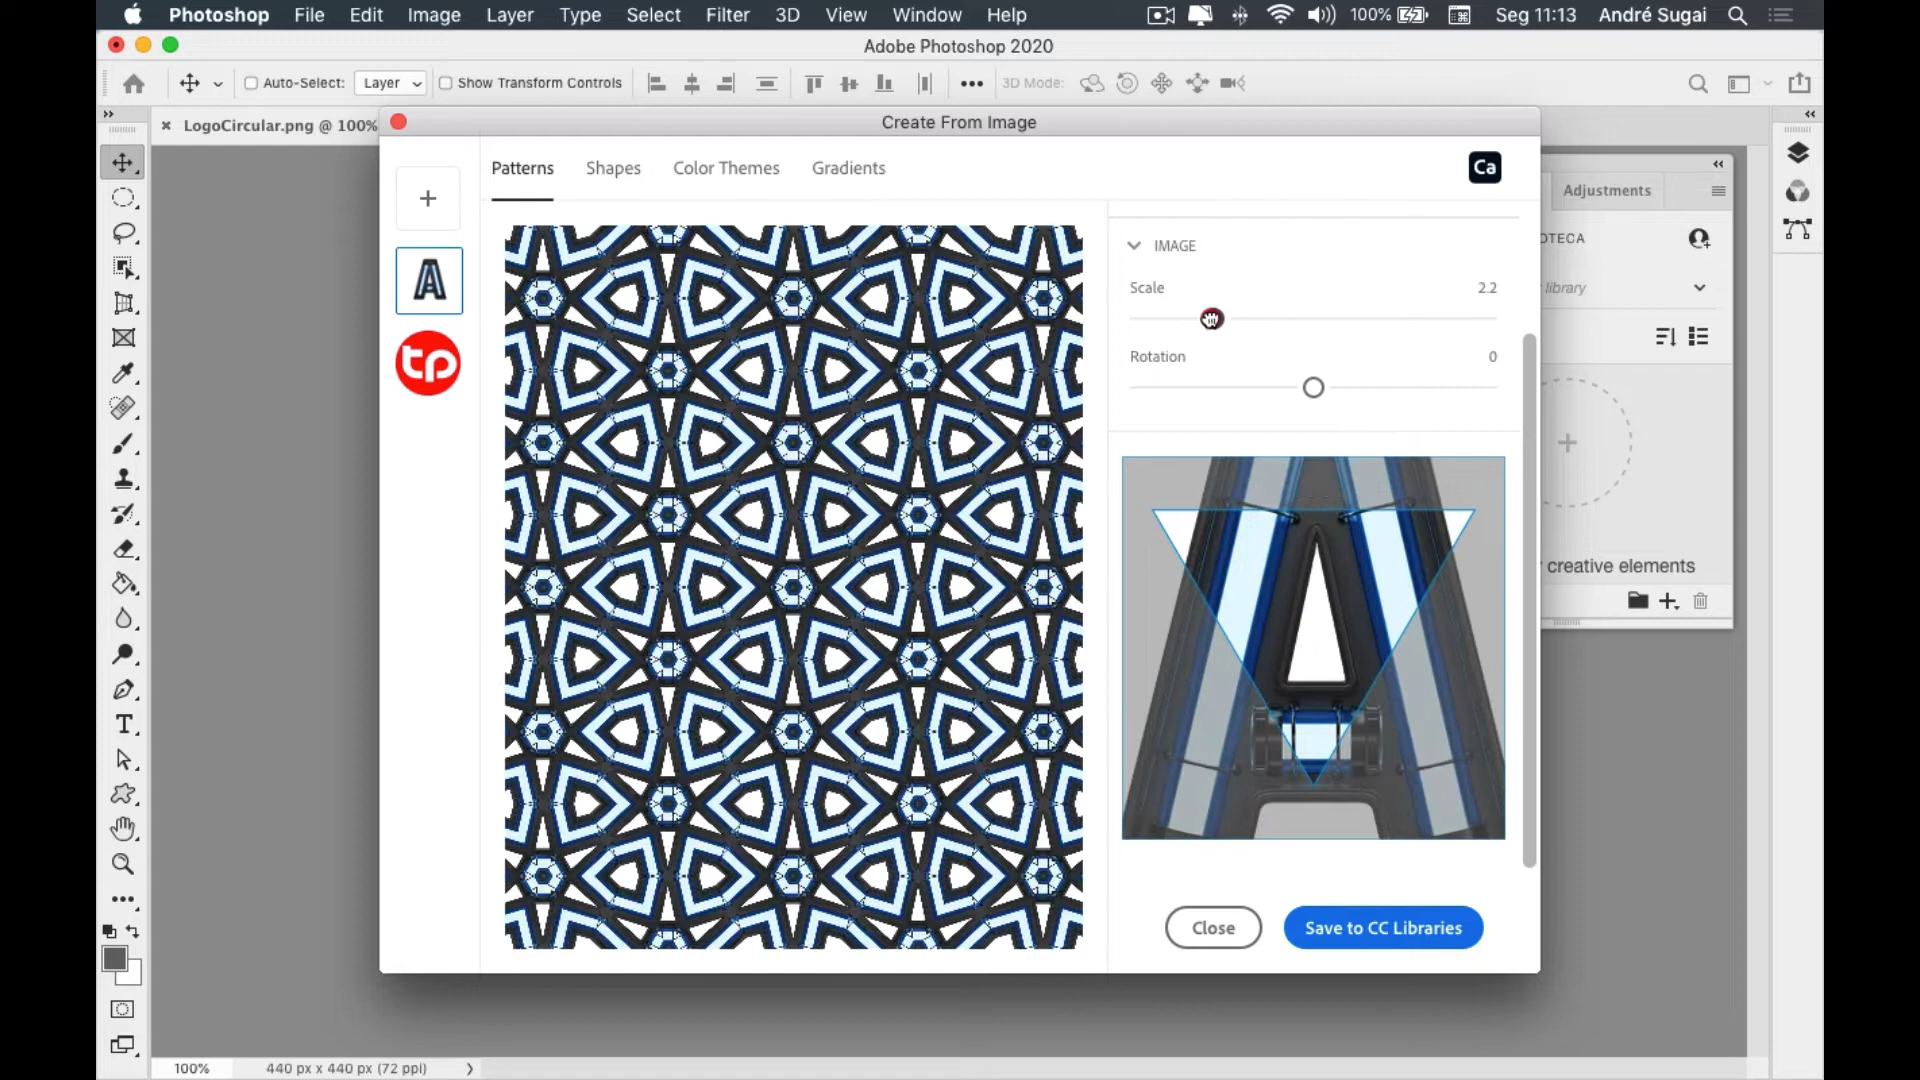 Photoshop File Edit Image Layer Type Select Filter 3D View Window Help 100% Seg 11:13 André Sugai
Adobe Photoshop 2020
Auto-Select: Layer Show Transform Controls 3D Mode:
LogoCircular.png @ 100%
Create From Image
Patterns Shapes Color Themes Gradients
Ca
Adjustments
OTECA
IMAGE
Scale 2.2
library
Rotation 0
tp
creative elements
Close Save to CC Libraries
100% 440 px x 440 px (72 ppi)